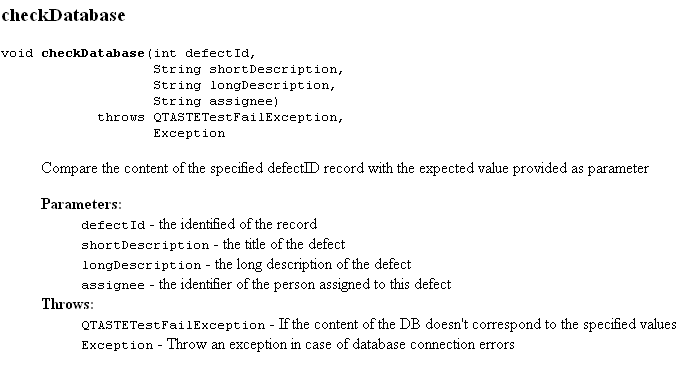 checkDatabase
void checkDatabase(int defectId,
String shortDescription,
String longDescription,
String assignee)
throws QTASTETestFailException,
Exception
Compare the content of the specified defectID record with the expected value provided as parameter
Parameters:
defectId - the identified of the record
shortDescription - the title of the defect
longDescription - the long description of the defect
assignee - the identifier of the person assigned to this defect
Throws:
QTASTETestFailException - If the content of the DB doesn't correspond to the specified values
Exception - Throw an exception in case of database connection errors